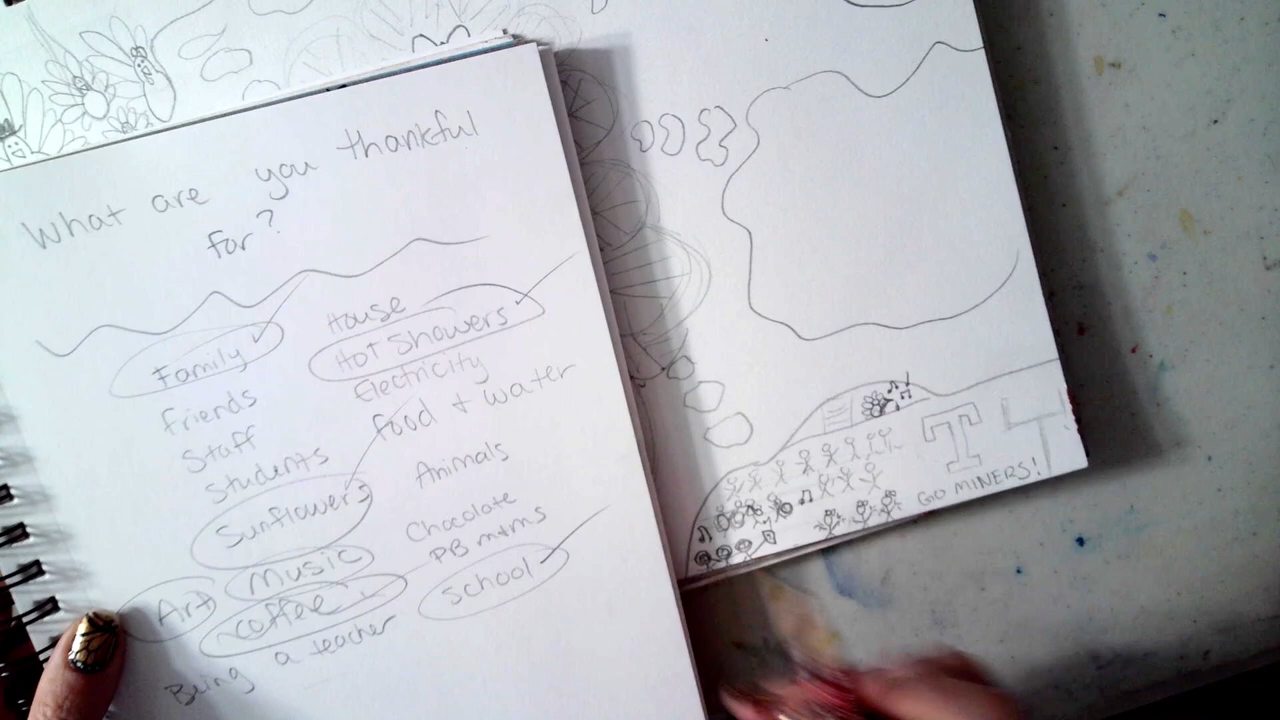 What are you thankful
for?
Family
Friends
Staff
Students
Sunflowers
Music
Art
coffee
Being a teacher
House
Hot Showers
Electricity
food + water
Animals
Chocolate
PB m+ms
School
T T
GO MINERS!